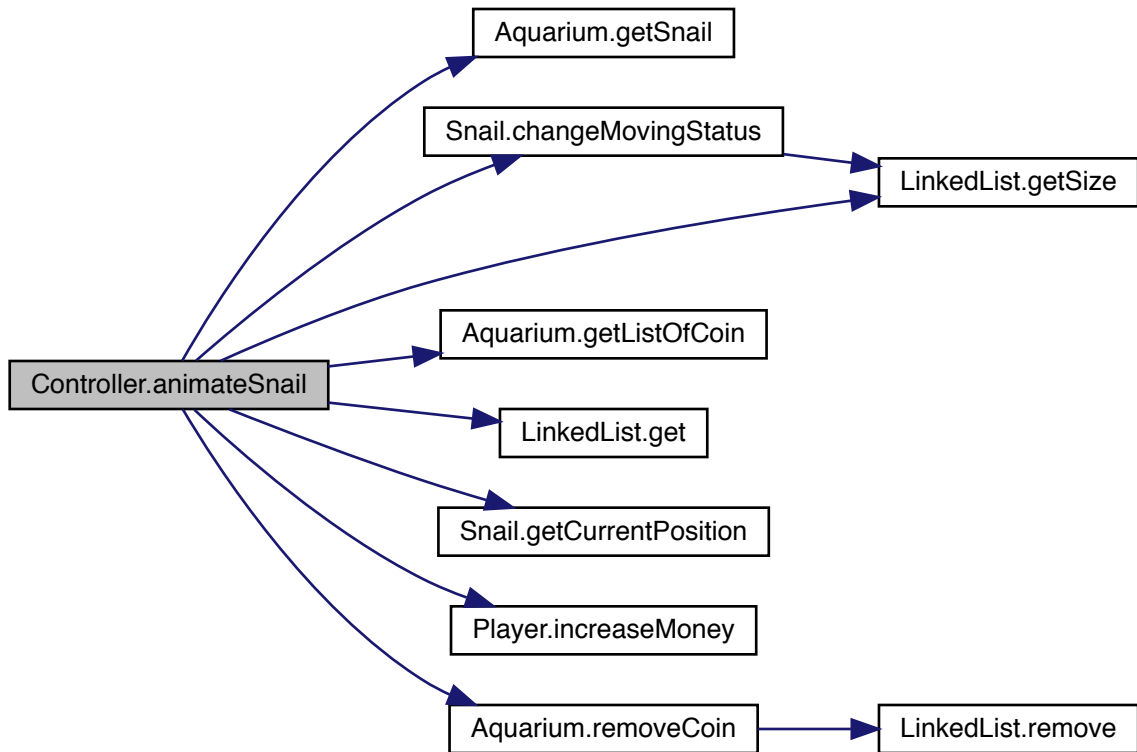 Aquarium.getSnail
Snail.changeMovingStatus
LinkedList.getSize
Aquarium.getListOfCoin
Controller.animateSnail
LinkedList.get
Snail.getCurrentPosition
Player.increaseMoney
Aquarium.removeCoin
LinkedList.remove